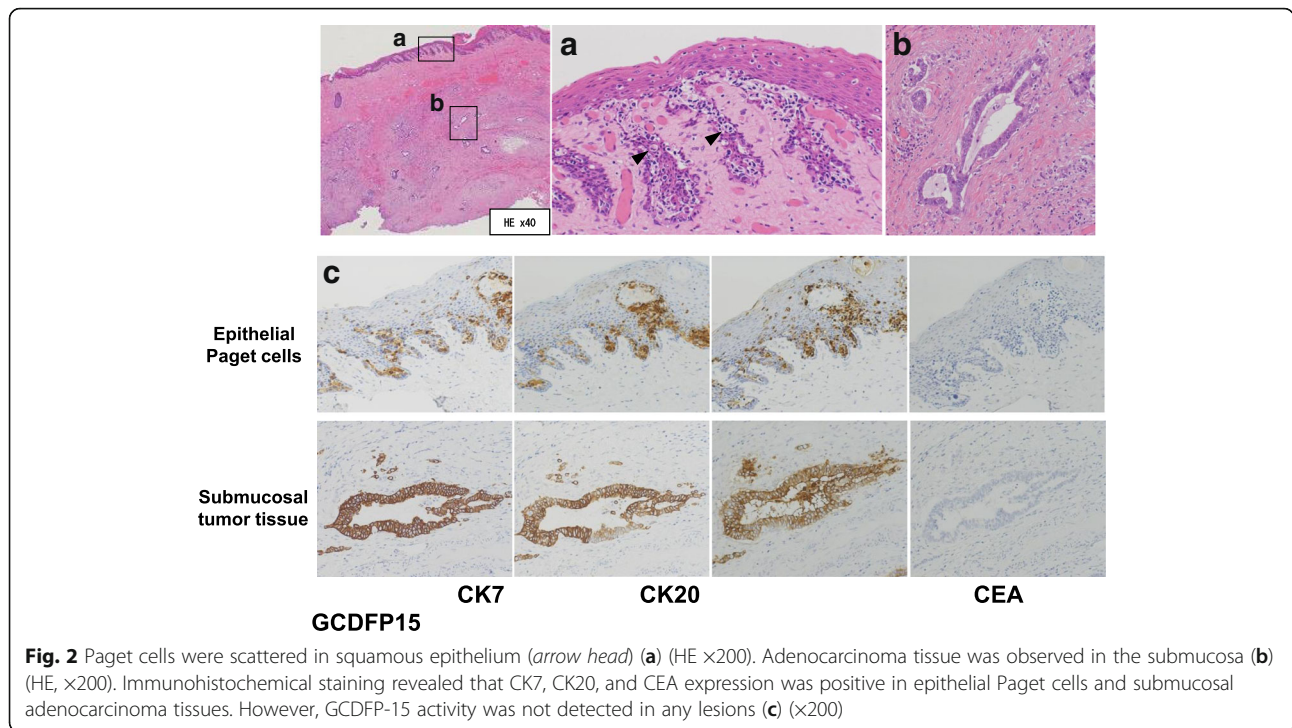 a
b
HE x40
a
b
c
Epithelial
Paget cells
Submucosal
tumor tissue
CK7 CK20 CEA
GCDFP15
Fig. 2 Paget cells were scattered in squamous epithelium (arrow head) (a) (HE ×200). Adenocarcinoma tissue was observed in the submucosa (b)
(HE, ×200). Immunohistochemical staining revealed that CK7, CK20, and CEA expression was positive in epithelial Paget cells and submucosal
adenocarcinoma tissues. However, GCDFP-15 activity was not detected in any lesions (c) (×200)